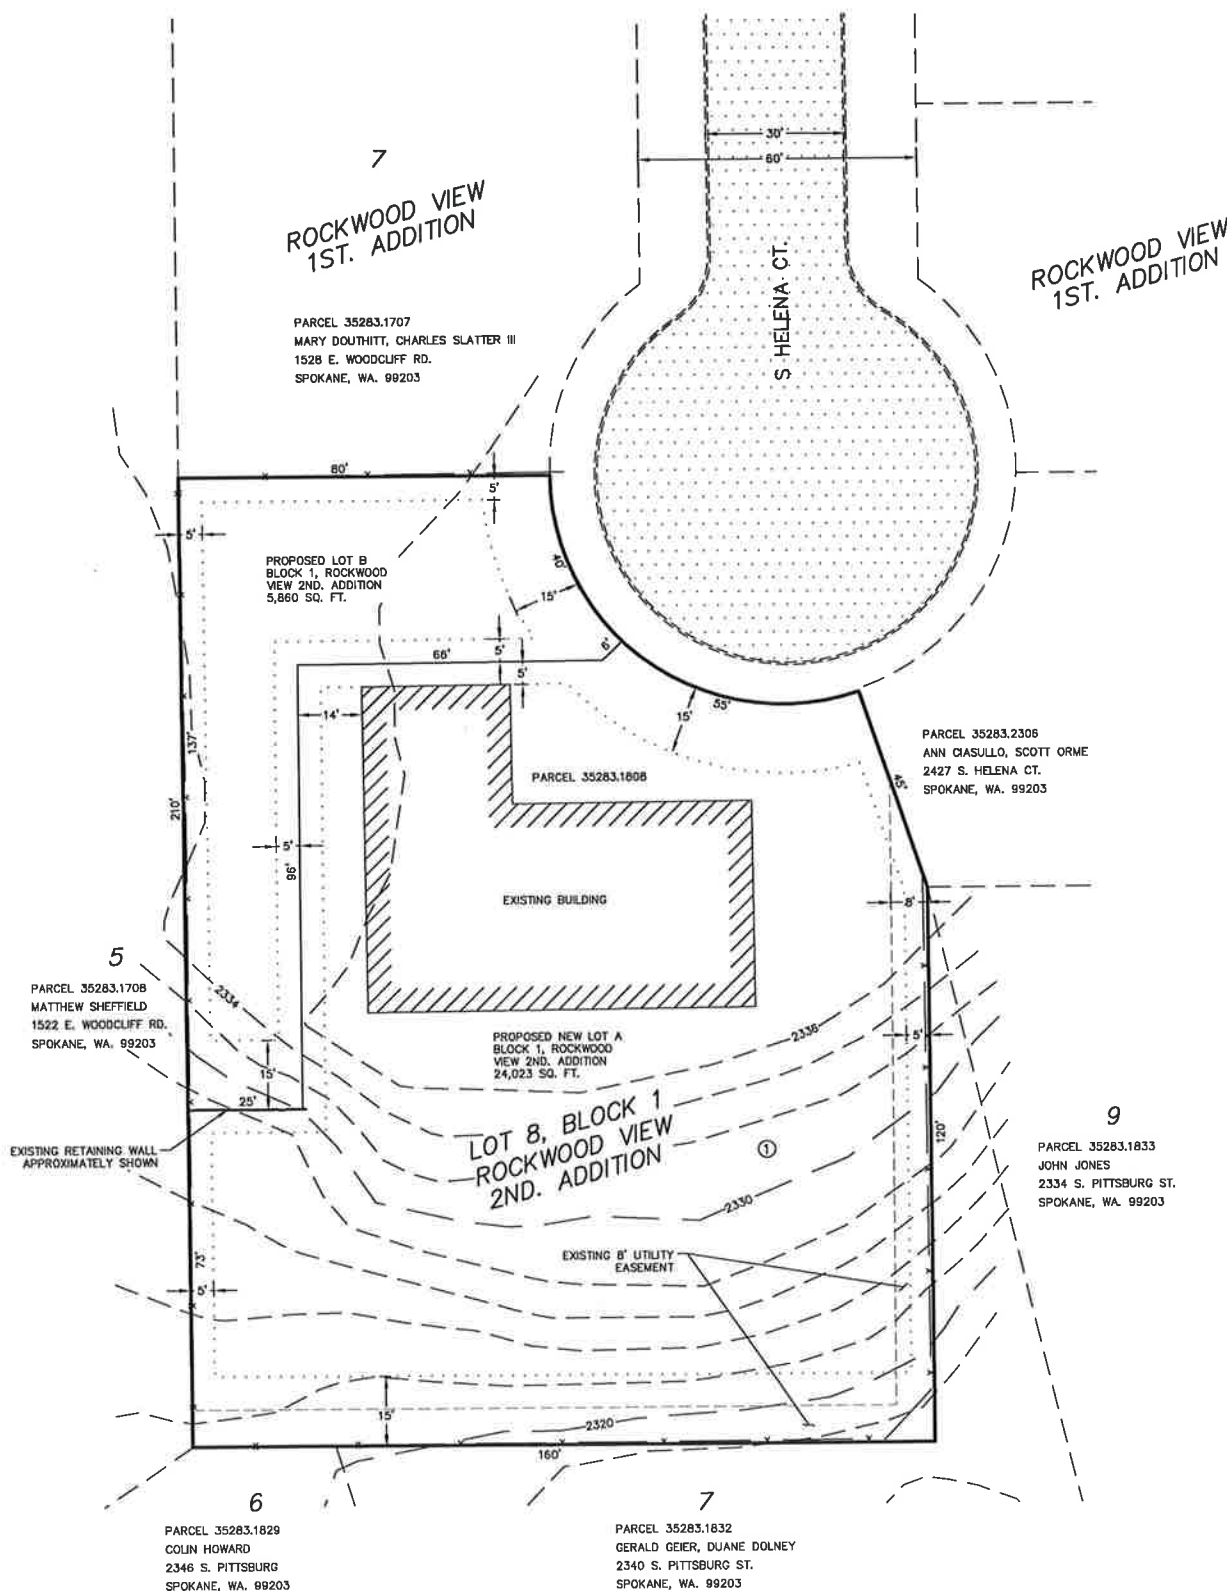 30'
60'
7
ROCKWOOD VIEW
1ST. ADDITION
S HELENA CT.
ROCKWOOD VIEW
1ST. ADDITION
PARCEL 35283.1707
MARY DOUTHITT, CHARLES SLATTER III
1528 E. WOODCLIFF RD.
SPOKANE, WA. 99203
80'
5'
5'
PROPOSED LOT B
BLOCK 1, ROCKWOOD
VIEW 2ND. ADDITION
5,860 SQ. FT.
40'
15'
66'
5'
6'
5'
14'
15'
55'
137'
210'
PARCEL 35283.1808
PARCEL 35283.2306
ANN CIASULLO, SCOTT ORME
2427 S. HELENA CT.
SPOKANE, WA. 99203
45'
5'
96'
EXISTING BUILDING
8'
5
PARCEL 35283.1708
MATTHEW SHEFFIELD
1522 E. WOODCLIFF RD.
SPOKANE, WA. 99203
2334
PROPOSED NEW LOT A
BLOCK 1, ROCKWOOD
VIEW 2ND. ADDITION
24,023 SQ. FT.
2336
5'
15'
25'
EXISTING RETAINING WALL
APPROXIMATELY SHOWN
LOT 8, BLOCK 1
ROCKWOOD VIEW
2ND. ADDITION
1
120'
9
PARCEL 35283.1833
JOHN JONES
2334 S. PITTSBURG ST.
SPOKANE, WA. 99203
2330
EXISTING 8' UTILITY
EASEMENT
73'
5'
15'
2320
160'
6
PARCEL 35283.1829
COLIN HOWARD
2346 S. PITTSBURG
SPOKANE, WA. 99203
7
PARCEL 35283.1832
GERALD GEIER, DUANE DOLNEY
2340 S. PITTSBURG ST.
SPOKANE, WA. 99203